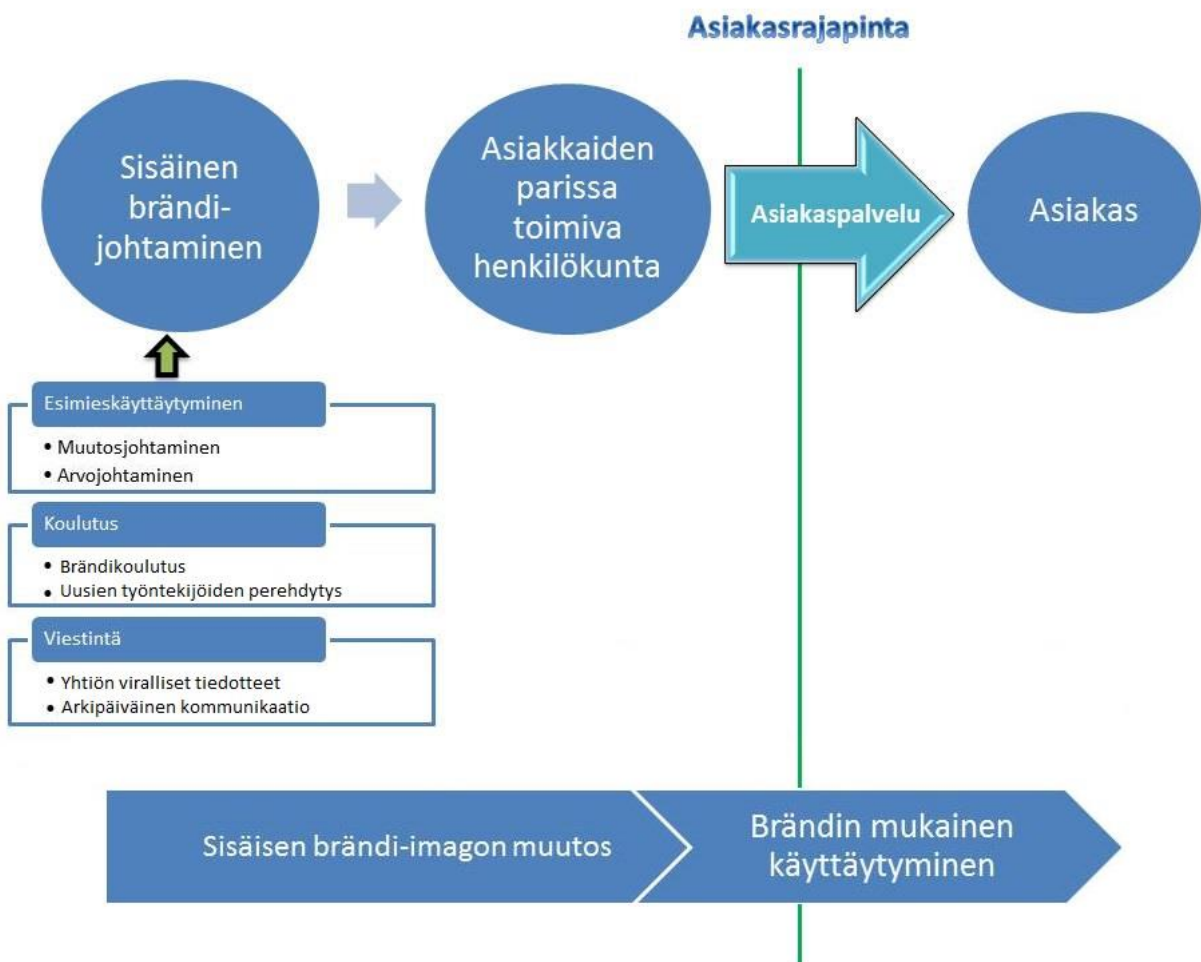 Asiakasrajapinta
Sisäinen
brändi-
johtaminen
Asiakkaiden
parissa
toimiva
henkilökunta
Asiakaspalvelu
Asiakas
Esimieskäyttäytyminen
• Muutosjohtaminen
• Arvojohtaminen
Koulutus
• Brändikoulutus
• Uusien työntekijöiden perehdytys
Viestintä
• Yhtiön viralliset tiedotteet
• Arkipäiväinen kommunikaatio
Sisäisen brändi-imagon muutos
Brändin mukainen
käyttäytyminen